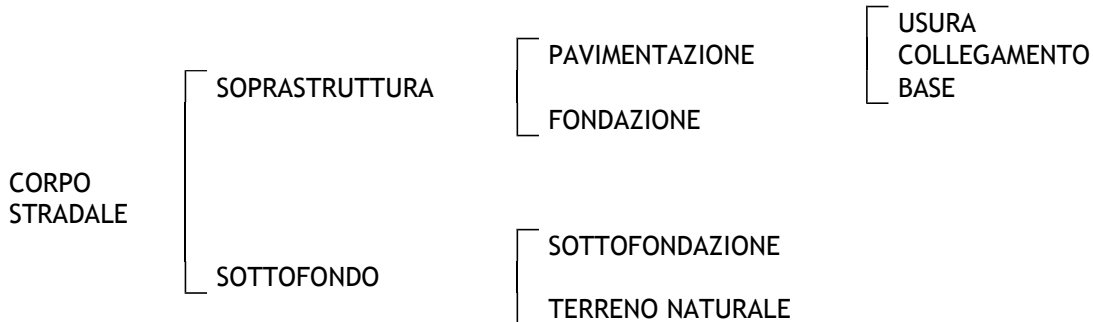 USURA
PAVIMENTAZIONE
COLLEGAMENTO
SOPRASTRUTTURA
BASE
FONDAZIONE
CORPO
STRADALE
SOTTOFONDAZIONE
SOTTOFONDO
TERRENO NATURALE